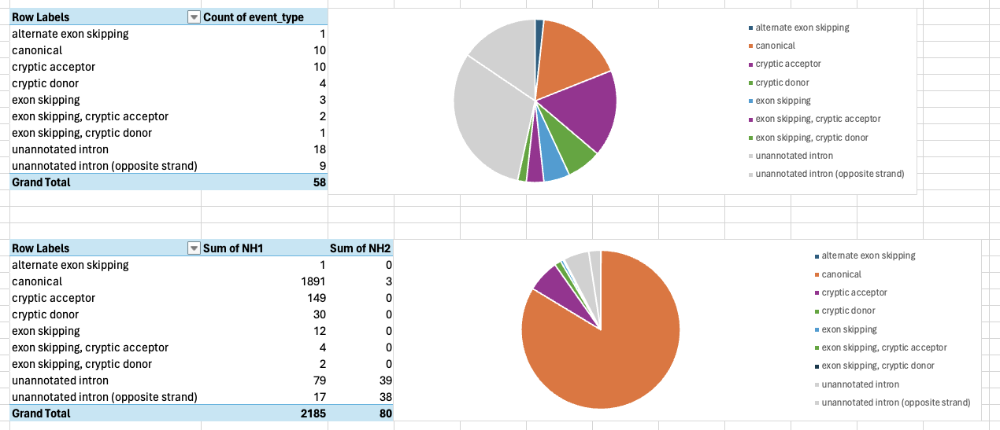 Row Labels Count of event_type
alternate exon skipping 1
canonical 10
cryptic acceptor 10
cryptic donor 4
exon skipping 3
exon skipping, cryptic acceptor 2
exon skipping, cryptic donor 1
unannotated intron 18
unannotated intron (opposite strand) 9
Grand Total 58
alternate exon skipping
canonical
cryptic acceptor
cryptic donor
exon skipping
exon skipping, cryptic acceptor
exon skipping, cryptic donor
unannotated intron
unannotated intron (opposite strand)
Row Labels Sum of NH1 Sum of NH2
alternate exon skipping 1 0
canonical 1891 3
cryptic acceptor 149 0
cryptic donor 30 0
exon skipping 12 0
exon skipping, cryptic acceptor 4 0
exon skipping, cryptic donor 2 0
unannotated intron 79 39
unannotated intron (opposite strand) 17 38
Grand Total 2185 80
alternate exon skipping
canonical
cryptic acceptor
cryptic donor
exon skipping
exon skipping, cryptic acceptor
exon skipping, cryptic donor
unannotated intron
unannotated intron (opposite strand)